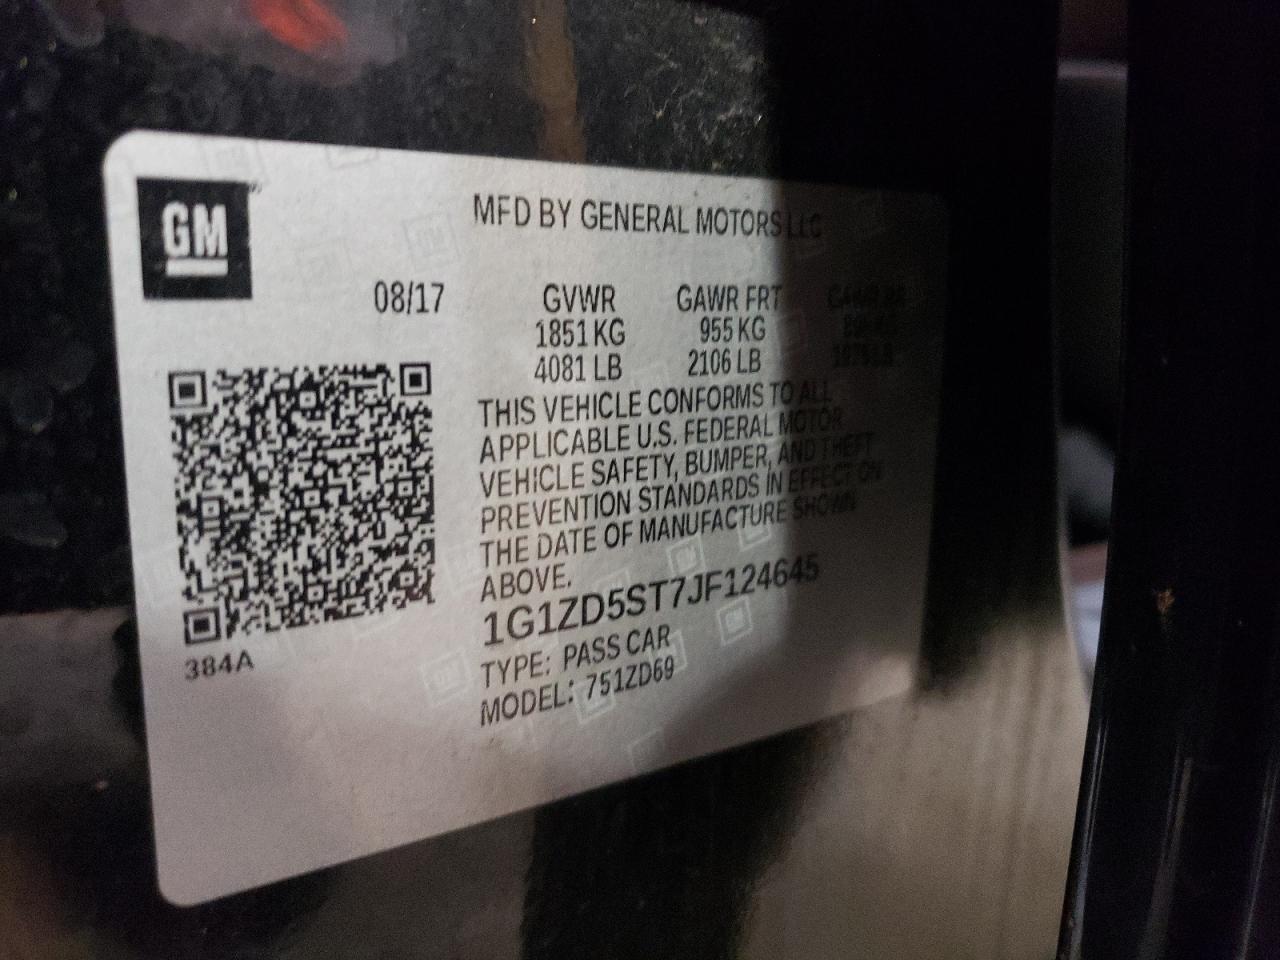 GM
MFD BY GENERAL MOTORS LLC
08/17 GVWR GAWR FRT GAWR RR
1851 KG 955 KG
4081 LB 2106 LB
THIS VEHICLE CONFORMS TO ALL
APPLICABLE U.S. FEDERAL MOTOR
VEHICLE SAFETY, BUMPER, AND THEFT
PREVENTION STANDARDS IN EFFECT ON
THE DATE OF MANUFACTURE SHOWN
ABOVE.
1G1ZD5ST7JF124645
384A TYPE: PASS CAR
MODEL: 751ZD69